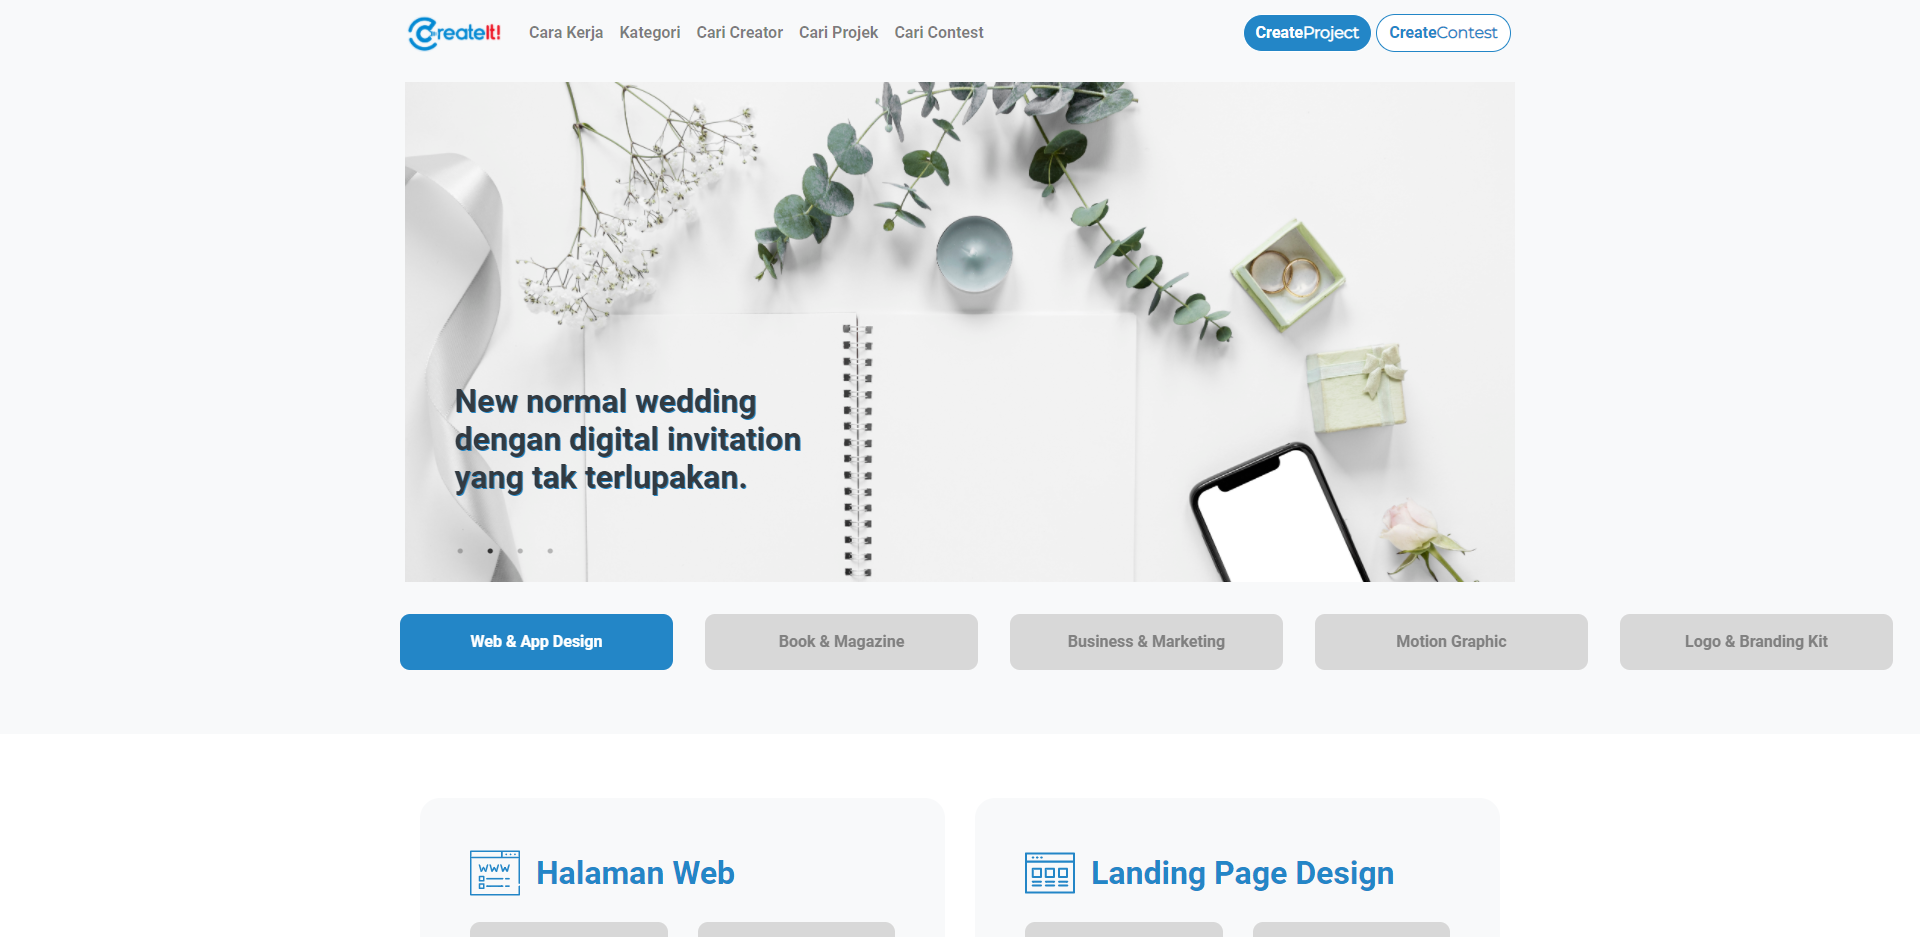 CreateIt!
Cara Kerja
Kategori
Cari Creator
Cari Projek
Cari Contest
CreateProject
CreateContest
New normal wedding
dengan digital invitation
yang tak terlupakan.
Web & App Design
Book & Magazine
Business & Marketing
Motion Graphic
Logo & Branding Kit
WWW
Halaman Web
Landing Page Design